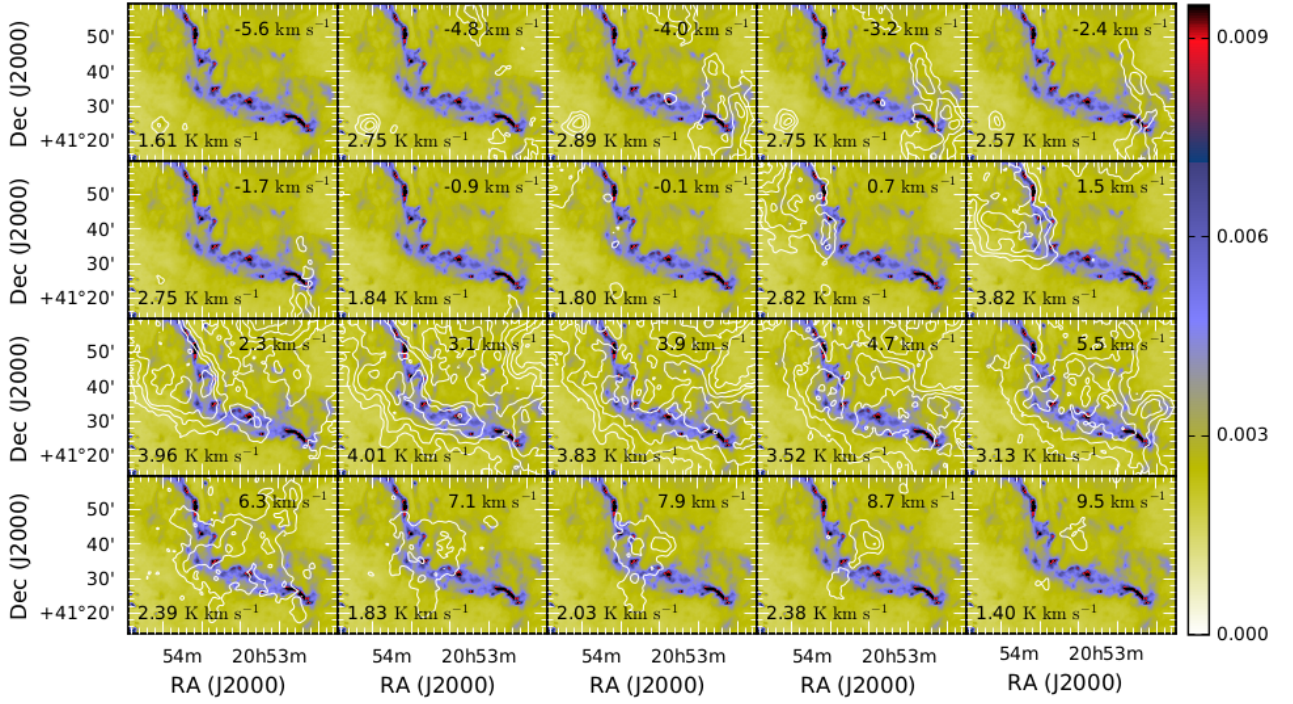 -5.6 km s⁻¹ -4.8 km s⁻¹ -4.0 km s⁻¹ -3.2 km s⁻¹ -2.4 km s⁻¹
Dec (J2000)
50'
40'
30'
+41°20'
1.61 K km s⁻¹ 2.75 K km s⁻¹ 2.89 K km s⁻¹ 2.75 K km s⁻¹ 2.57 K km s⁻¹
-1.7 km s⁻¹ -0.9 km s⁻¹ -0.1 km s⁻¹ 0.7 km s⁻¹ 1.5 km s⁻¹
Dec (J2000)
50'
40'
30'
+41°20'
2.75 K km s⁻¹ 1.84 K km s⁻¹ 1.80 K km s⁻¹ 2.82 K km s⁻¹ 3.82 K km s⁻¹
2.3 km s⁻¹ 3.1 km s⁻¹ 3.9 km s⁻¹ 4.7 km s⁻¹ 5.5 km s⁻¹
Dec (J2000)
50'
40'
30'
+41°20'
3.96 K km s⁻¹ 4.01 K km s⁻¹ 3.83 K km s⁻¹ 3.52 K km s⁻¹ 3.13 K km s⁻¹
6.3 km s⁻¹ 7.1 km s⁻¹ 7.9 km s⁻¹ 8.7 km s⁻¹ 9.5 km s⁻¹
Dec (J2000)
50'
40'
30'
+41°20'
2.39 K km s⁻¹ 1.83 K km s⁻¹ 2.03 K km s⁻¹ 2.38 K km s⁻¹ 1.40 K km s⁻¹
54m 20h53m 54m 20h53m 54m 20h53m 54m 20h53m 54m 20h53m
RA (J2000) RA (J2000) RA (J2000) RA (J2000) RA (J2000)
0.009
0.006
0.003
0.000